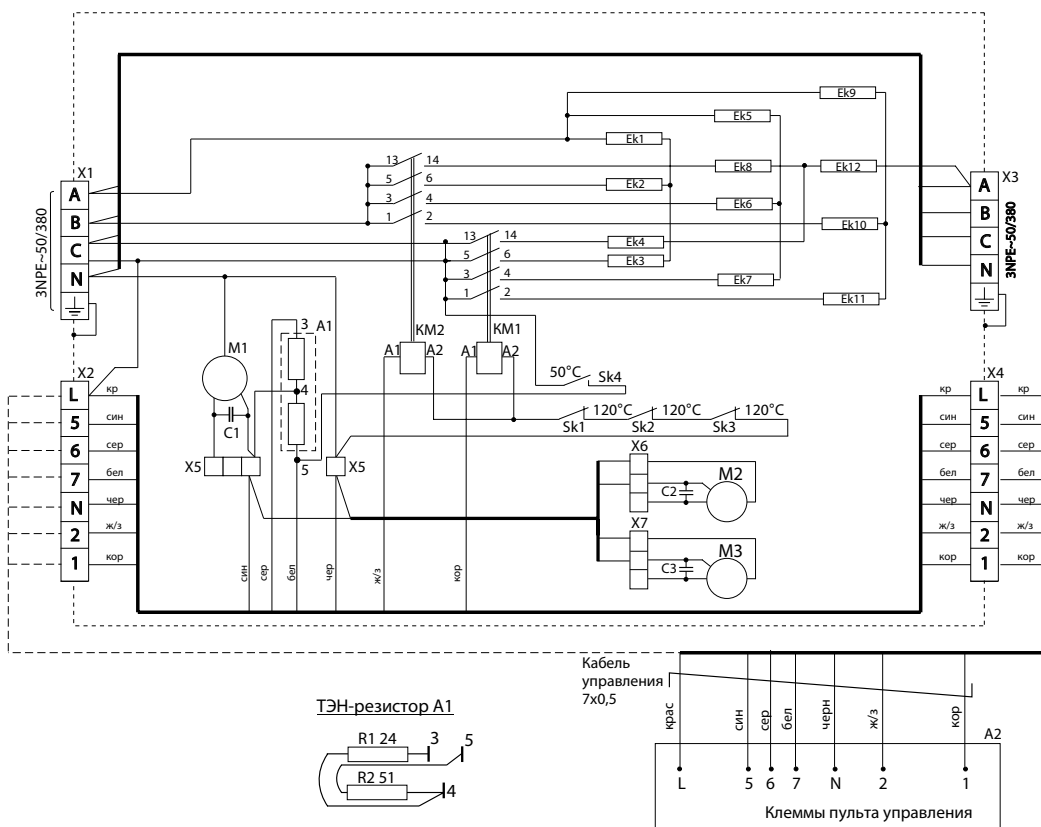 Ek9
Ek5
Ek1
13 14 Ek8 Ek12
X1 X3
A 5 6 Ek2 A
3 4 Ek6
B 1 2 Ek10 B
C 13 14 Ek4 C
5 6 Ek3
N 3 4 Ek7 N
1 2 Ek11
3NPE~50/380
3NPE~50/380
3 A1
KM2 KM1
M1 A1 A2 A1 A2
50°C Sk4
X2 X4
L кр 4 кр L кр
5 син C1 120°C 120°C 120°C син 5 син
Sk1 Sk2 Sk3
6 сер сер 6 сер
X5 5 X5 X6
7 бел M2 бел 7 бел
C2
N чер чер N чер
X7
2 ж/з M3 ж/з 2 ж/з
C3
1 кор кор 1 кор
син сер бел чер ж/з кор
Кабель
управления
7х0,5
крас син сер бел черн ж/з кор
A2
L 5 6 7 N 2 1
Клеммы пульта управления
ТЭН-резистор А1
R1 24 3 5
R2 51 4